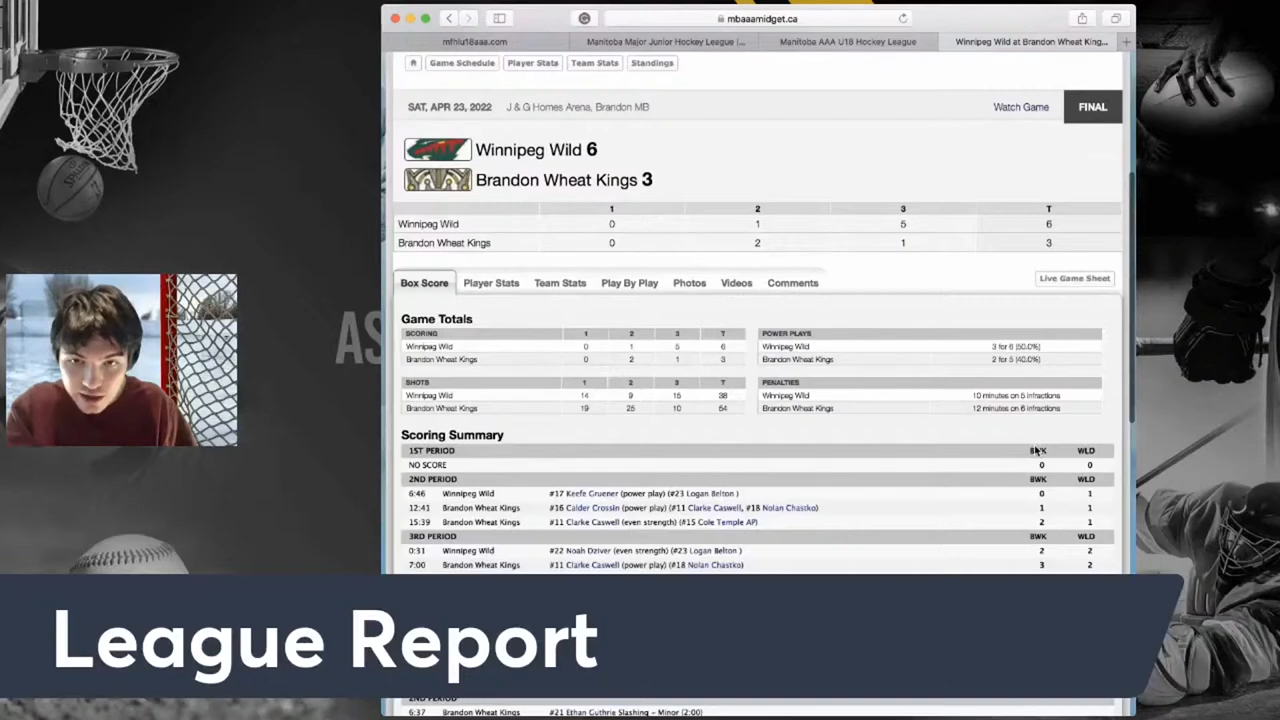 mbaaamidget.ca
mfhlu18aaa.com
Manitoba Major Junior Hockey League |...
Manitoba AAA U18 Hockey League
Winnipeg Wild at Brandon Wheat King...
Game Schedule
Player Stats
Team Stats
Standings
SAT, APR 23, 2022
J & G Homes Arena, Brandon MB
Watch Game
FINAL
Winnipeg Wild 6
Brandon Wheat Kings 3
1 2 3 T
Winnipeg Wild 0 1 5 6
Brandon Wheat Kings 0 2 1 3
Box Score
Player Stats
Team Stats
Play By Play
Photos
Videos
Comments
Live Game Sheet
Game Totals
SCORING 1 2 3 T
Winnipeg Wild 0 1 5 6
Brandon Wheat Kings 0 2 1 3
POWER PLAYS
Winnipeg Wild 3 for 6 (50.0%)
Brandon Wheat Kings 2 for 5 (40.0%)
SHOTS 1 2 3 T
Winnipeg Wild 14 9 15 38
Brandon Wheat Kings 19 25 10 54
PENALTIES
Winnipeg Wild 10 minutes on 5 infractions
Brandon Wheat Kings 12 minutes on 6 infractions
Scoring Summary
1ST PERIOD BWK WLD
NO SCORE 0 0
2ND PERIOD BWK WLD
6:46 Winnipeg Wild #17 Keefe Gruener (power play) (#23 Logan Belton ) 0 1
12:41 Brandon Wheat Kings #16 Calder Crossin (power play) (#11 Clarke Caswell, #18 Nolan Chastko) 1 1
15:39 Brandon Wheat Kings #11 Clarke Caswell (even strength) (#15 Cole Temple AP) 2 1
3RD PERIOD BWK WLD
0:31 Winnipeg Wild #22 Noah Dziver (even strength) (#23 Logan Belton ) 2 2
7:00 Brandon Wheat Kings #11 Clarke Caswell (power play) (#18 Nolan Chastko) 3 2
AS
SPALDING
League Report
2ND PERIOD
6:37 Brandon Wheat Kings #21 Ethan Guthrie Slashing - Minor (2:00)